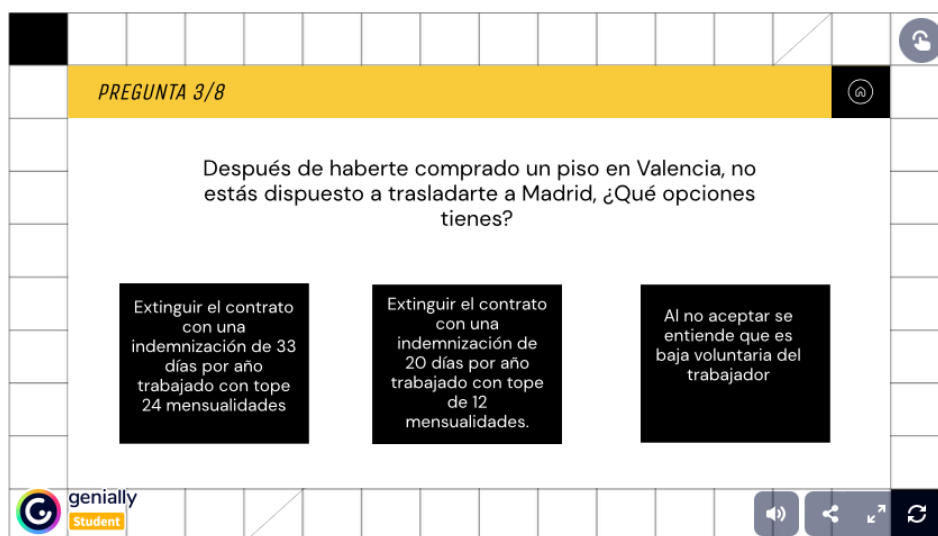 PREGUNTA 3/8
Después de haberte comprado un piso en Valencia, no
estás dispuesto a trasladarte a Madrid, ¿Qué opciones
tienes?
Extinguir el contrato
con una
indemnización de 33
días por año
trabajado con tope
24 mensualidades
Extinguir el contrato
con una
indemnización de
20 días por año
trabajado con tope
de 12
mensualidades.
Al no aceptar se
entiende que es
baja voluntaria del
trabajador
genially
Student